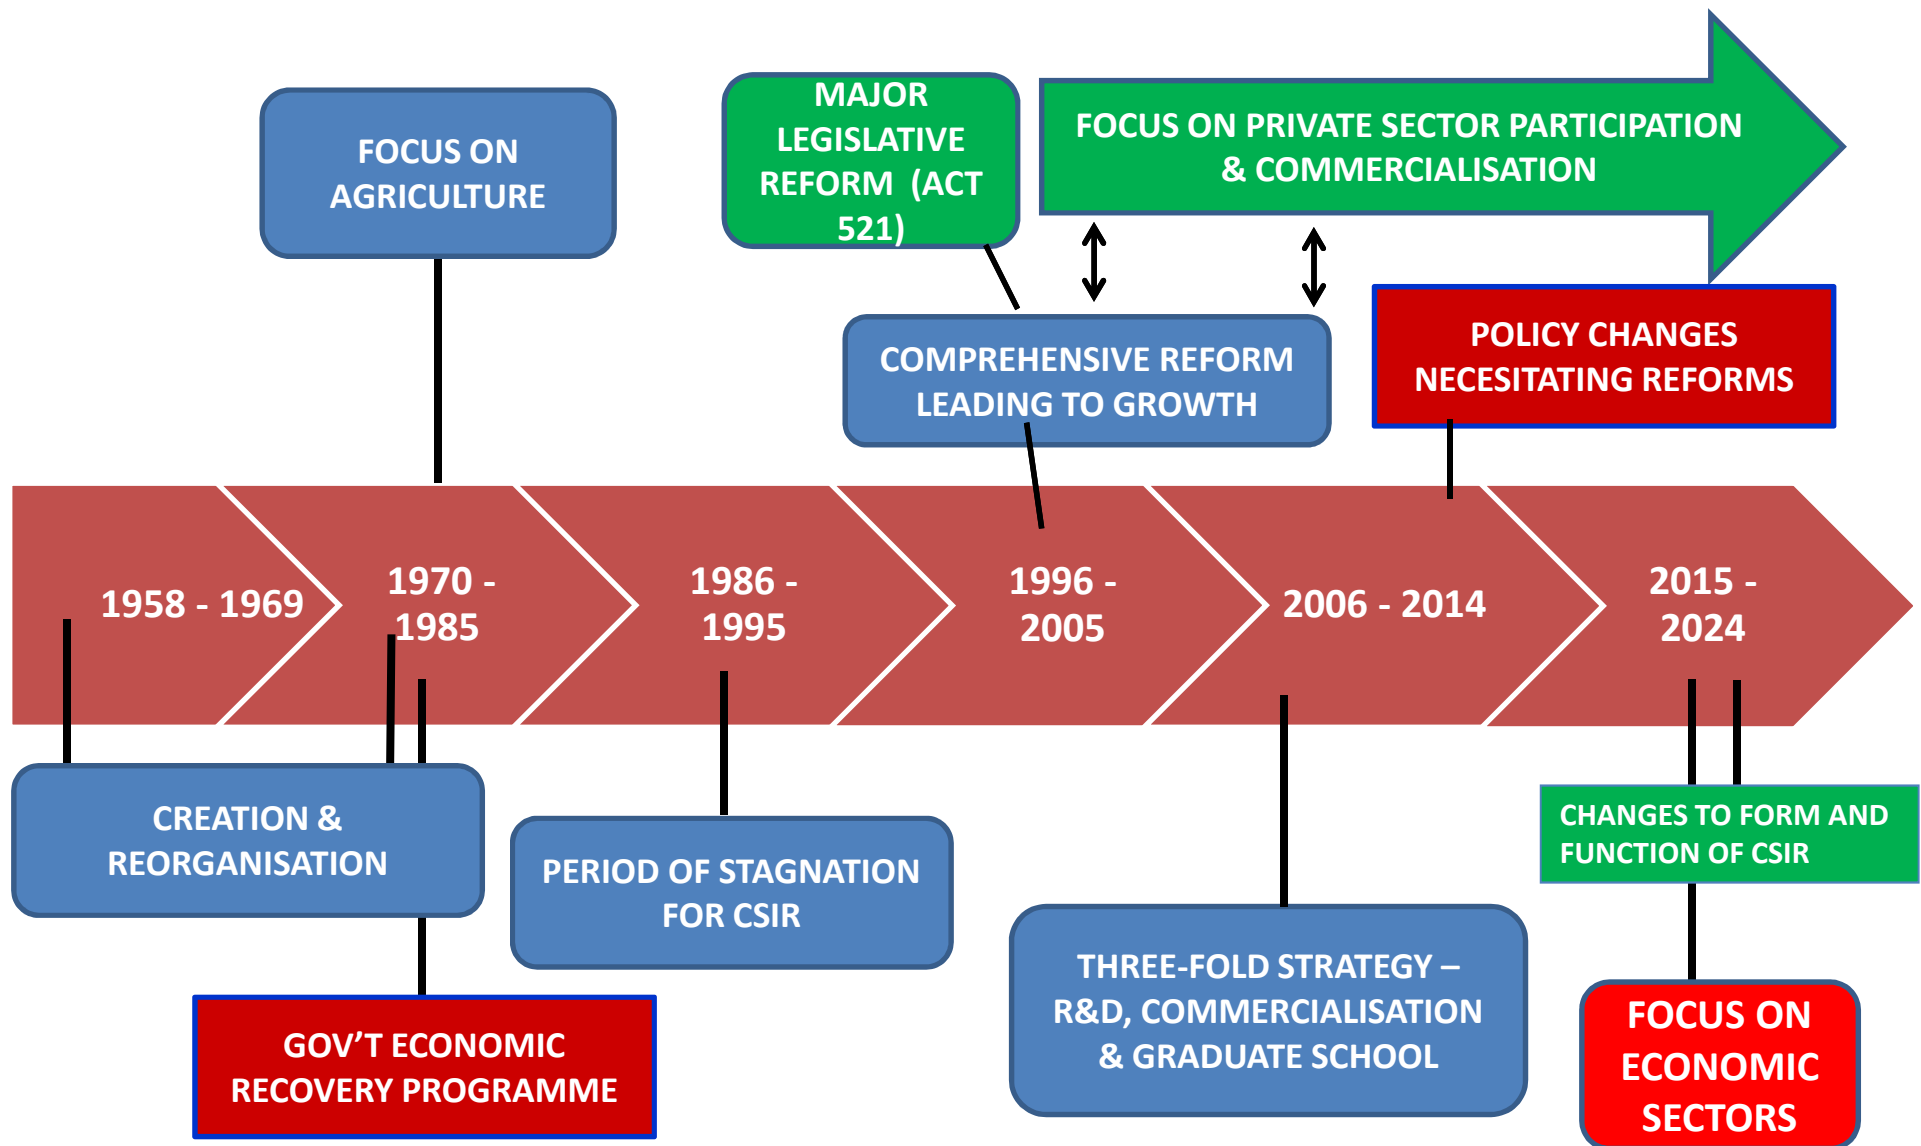 FOCUS ON
AGRICULTURE
MAJOR
LEGISLATIVE
REFORM (ACT
521)
FOCUS ON PRIVATE SECTOR PARTICIPATION
& COMMERCIALISATION
COMPREHENSIVE REFORM
LEADING TO GROWTH
POLICY CHANGES
NECESITATING REFORMS
1958 - 1969
1970 -
1985
1986 -
1995
1996 -
2005
2006 - 2014
2015 -
2024
CREATION &
REORGANISATION
PERIOD OF STAGNATION
FOR CSIR
CHANGES TO FORM AND
FUNCTION OF CSIR
GOV'T ECONOMIC
RECOVERY PROGRAMME
THREE-FOLD STRATEGY –
R&D, COMMERCIALISATION
& GRADUATE SCHOOL
FOCUS ON
ECONOMIC
SECTORS